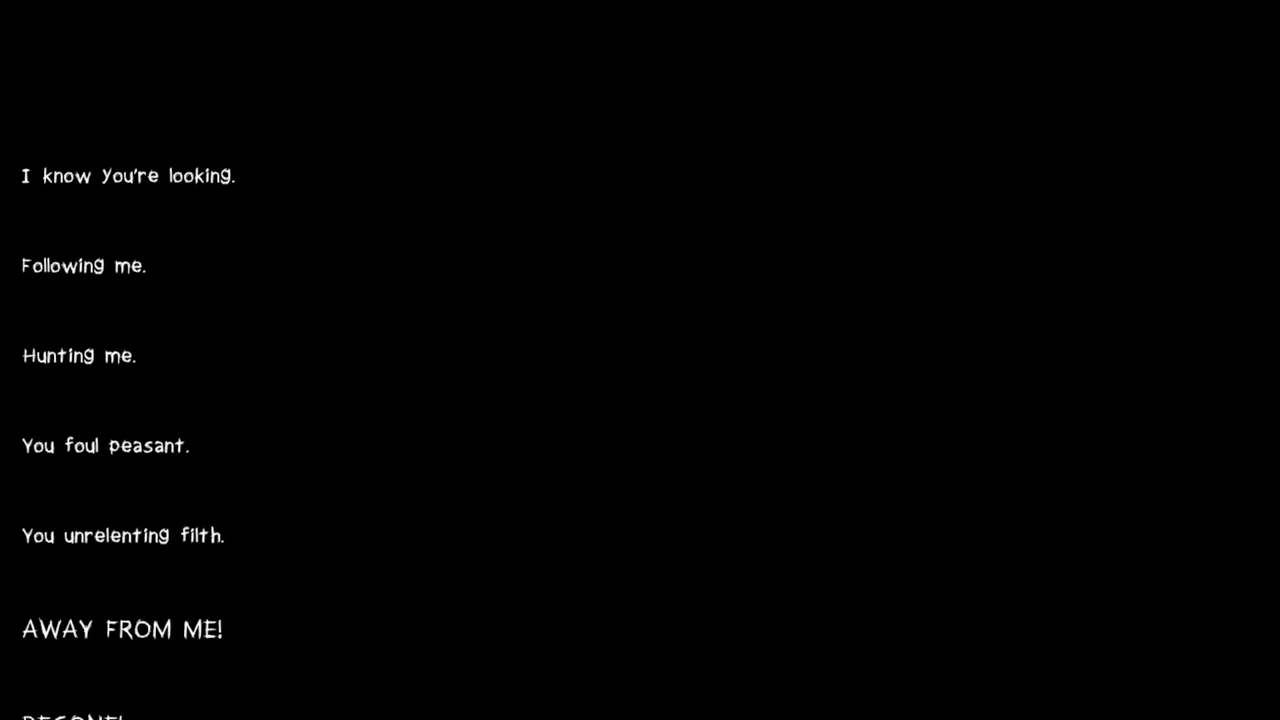 I know you're looking.
Following me.
Hunting me.
You foul peasant.
You unrelenting filth.
AWAY FROM ME!